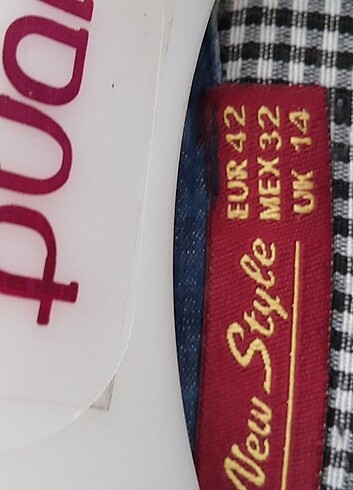 EUR 42
MEX 32
UK 14
New Style